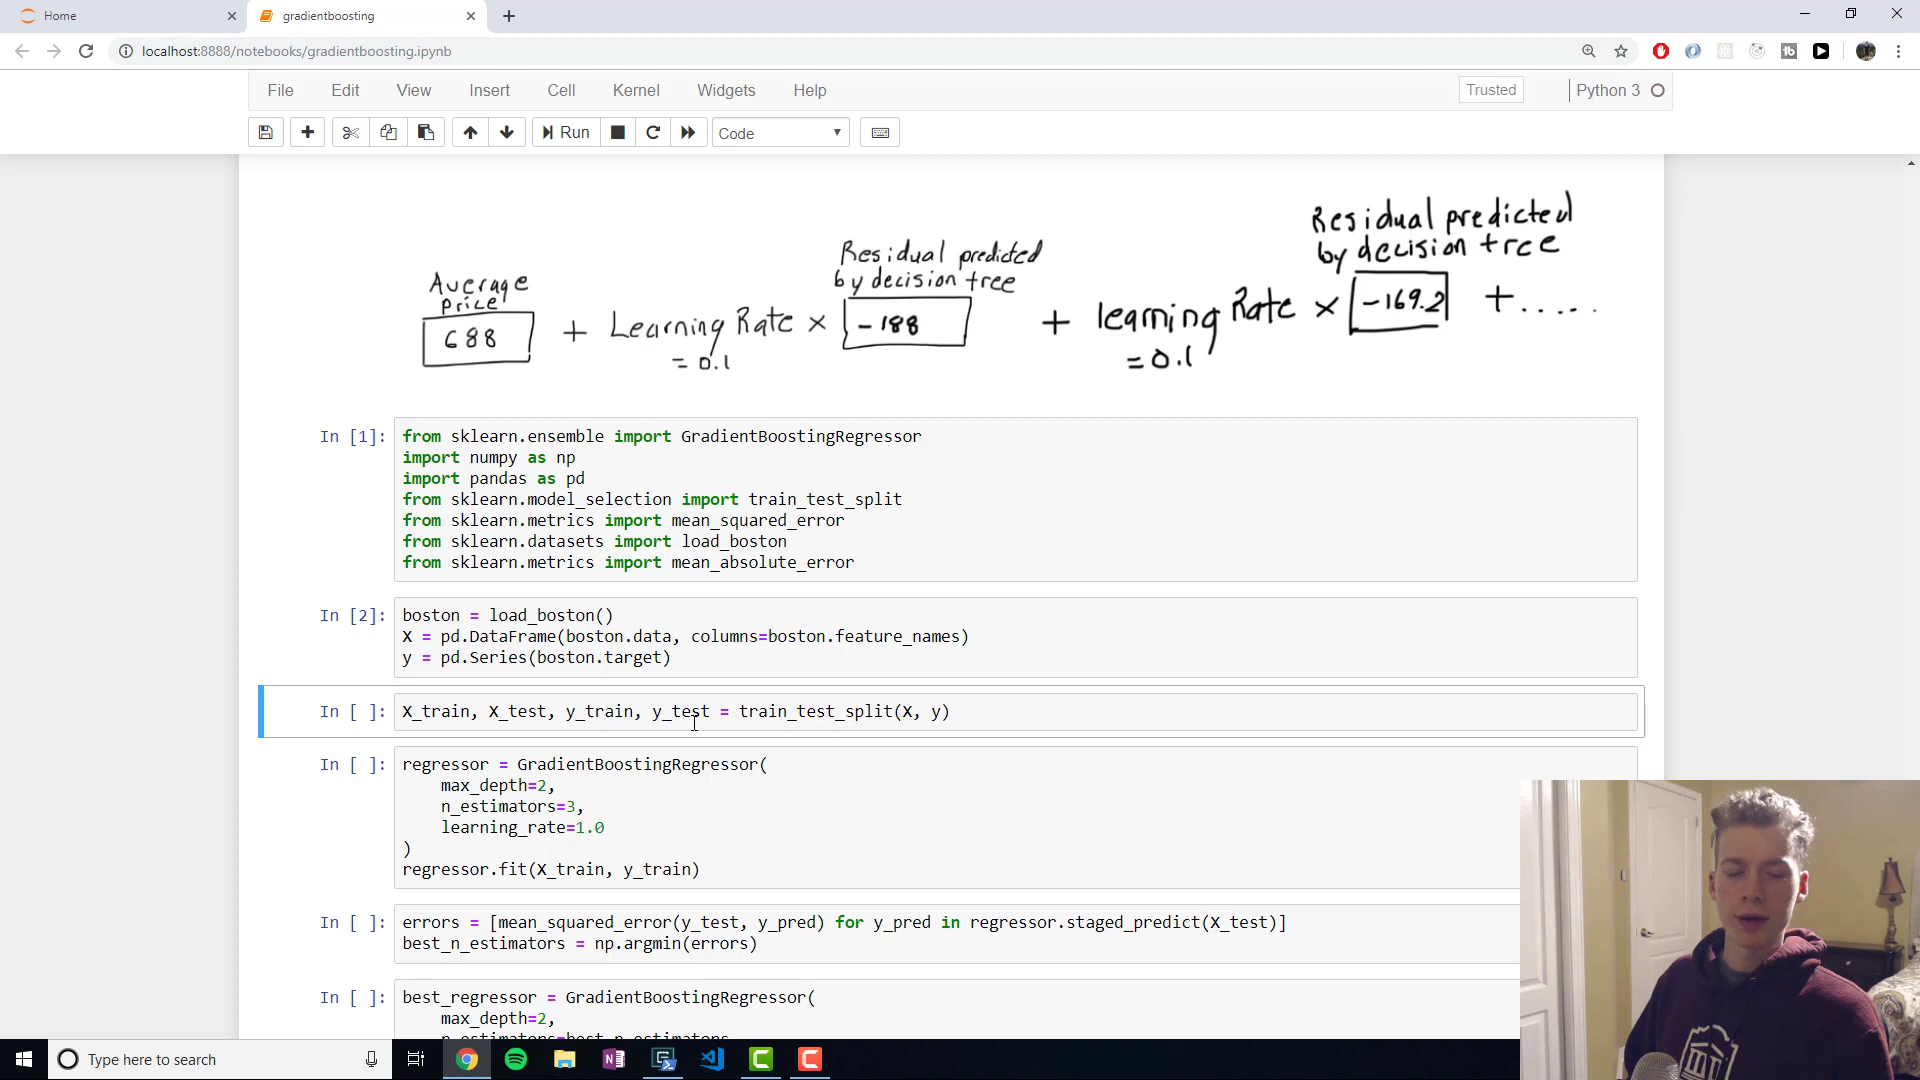 Home
gradientboosting
localhost:8888/notebooks/gradientboosting.ipynb
File Edit View Insert Cell Kernel Widgets Help
Trusted
Python 3
Run
Code
Average
price
688
+ Learning Rate ×
= 0.1
Residual predicted
by decision tree
-188
+ learning Rate ×
= 0.1
Residual predicted
by decision tree
-169.2
+.....
In [1]:
from sklearn.ensemble import GradientBoostingRegressor
import numpy as np
import pandas as pd
from sklearn.model_selection import train_test_split
from sklearn.metrics import mean_squared_error
from sklearn.datasets import load_boston
from sklearn.metrics import mean_absolute_error
In [2]:
boston = load_boston()
X = pd.DataFrame(boston.data, columns=boston.feature_names)
y = pd.Series(boston.target)
In [ ]:
X_train, X_test, y_train, y_test = train_test_split(X, y)
In [ ]:
regressor = GradientBoostingRegressor(
max_depth=2,
n_estimators=3,
learning_rate=1.0
)
regressor.fit(X_train, y_train)
In [ ]:
errors = [mean_squared_error(y_test, y_pred) for y_pred in regressor.staged_predict(X_test)]
best_n_estimators = np.argmin(errors)
In [ ]:
best_regressor = GradientBoostingRegressor(
max_depth=2,
n_estimators=best_n_estimators
Type here to search